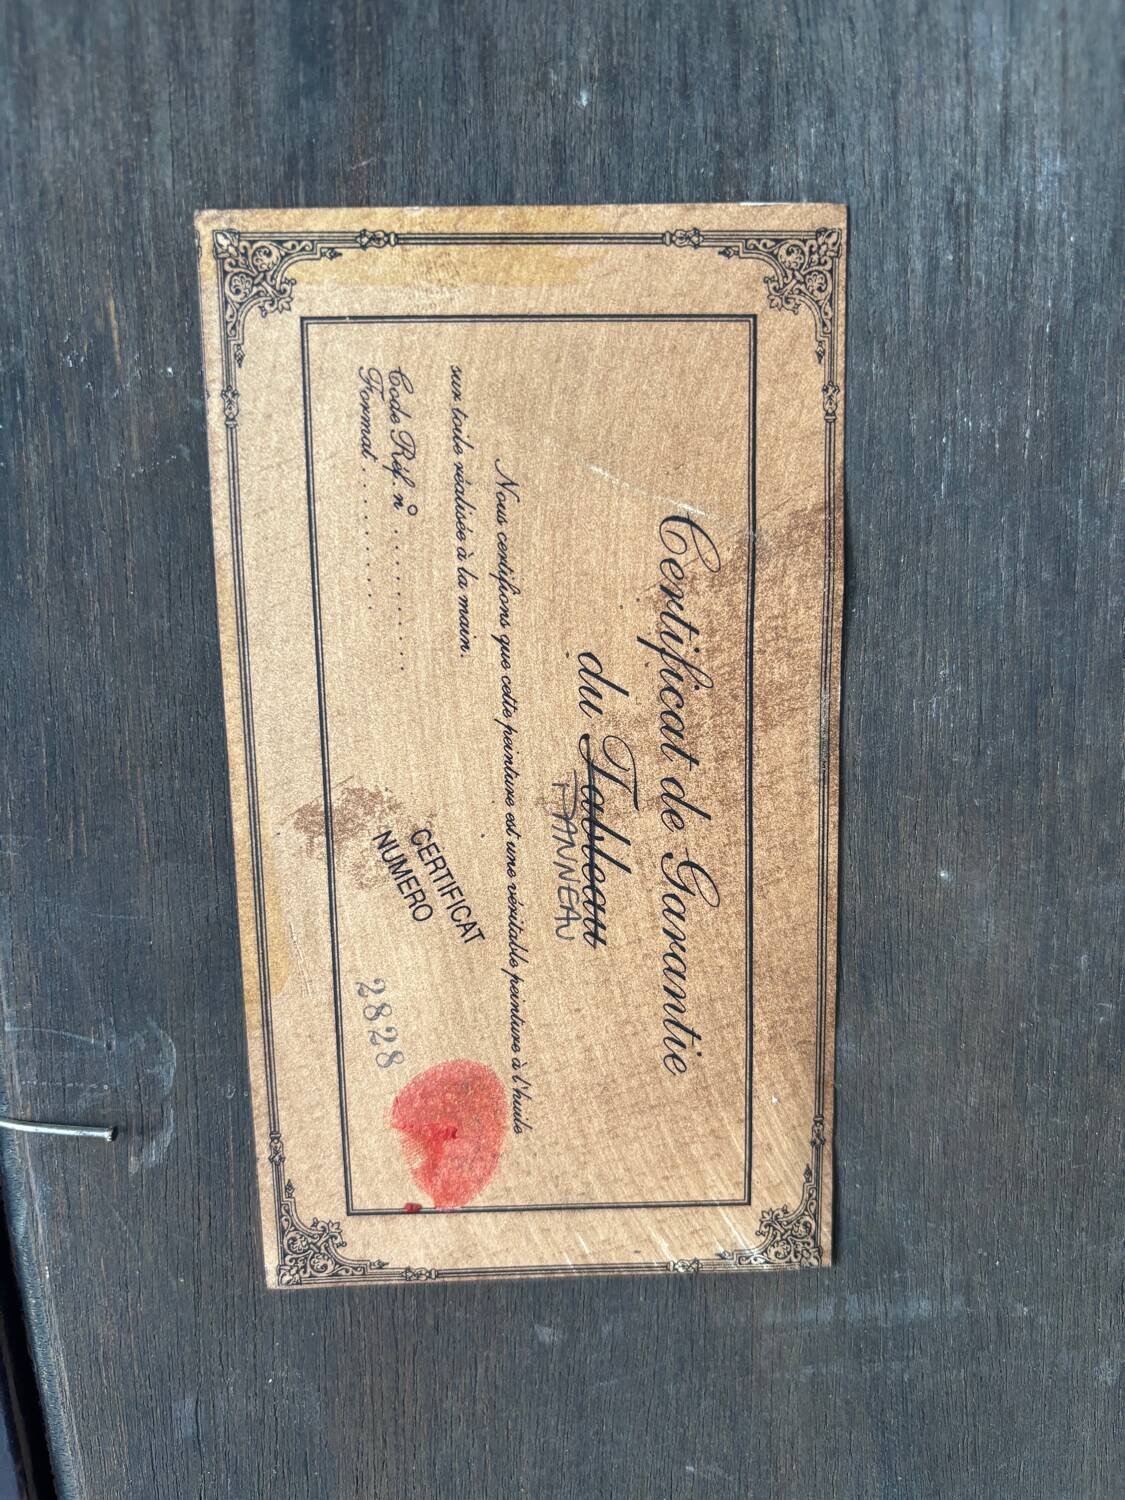 Certificat de Garantie
du Tableau
PANNEAU
Nous certifions que cette peinture est une véritable peinture à l'huile
sur toile réalisée à la main.
Code Réf. n° ............
Format ............
CERTIFICAT
NUMERO 2828